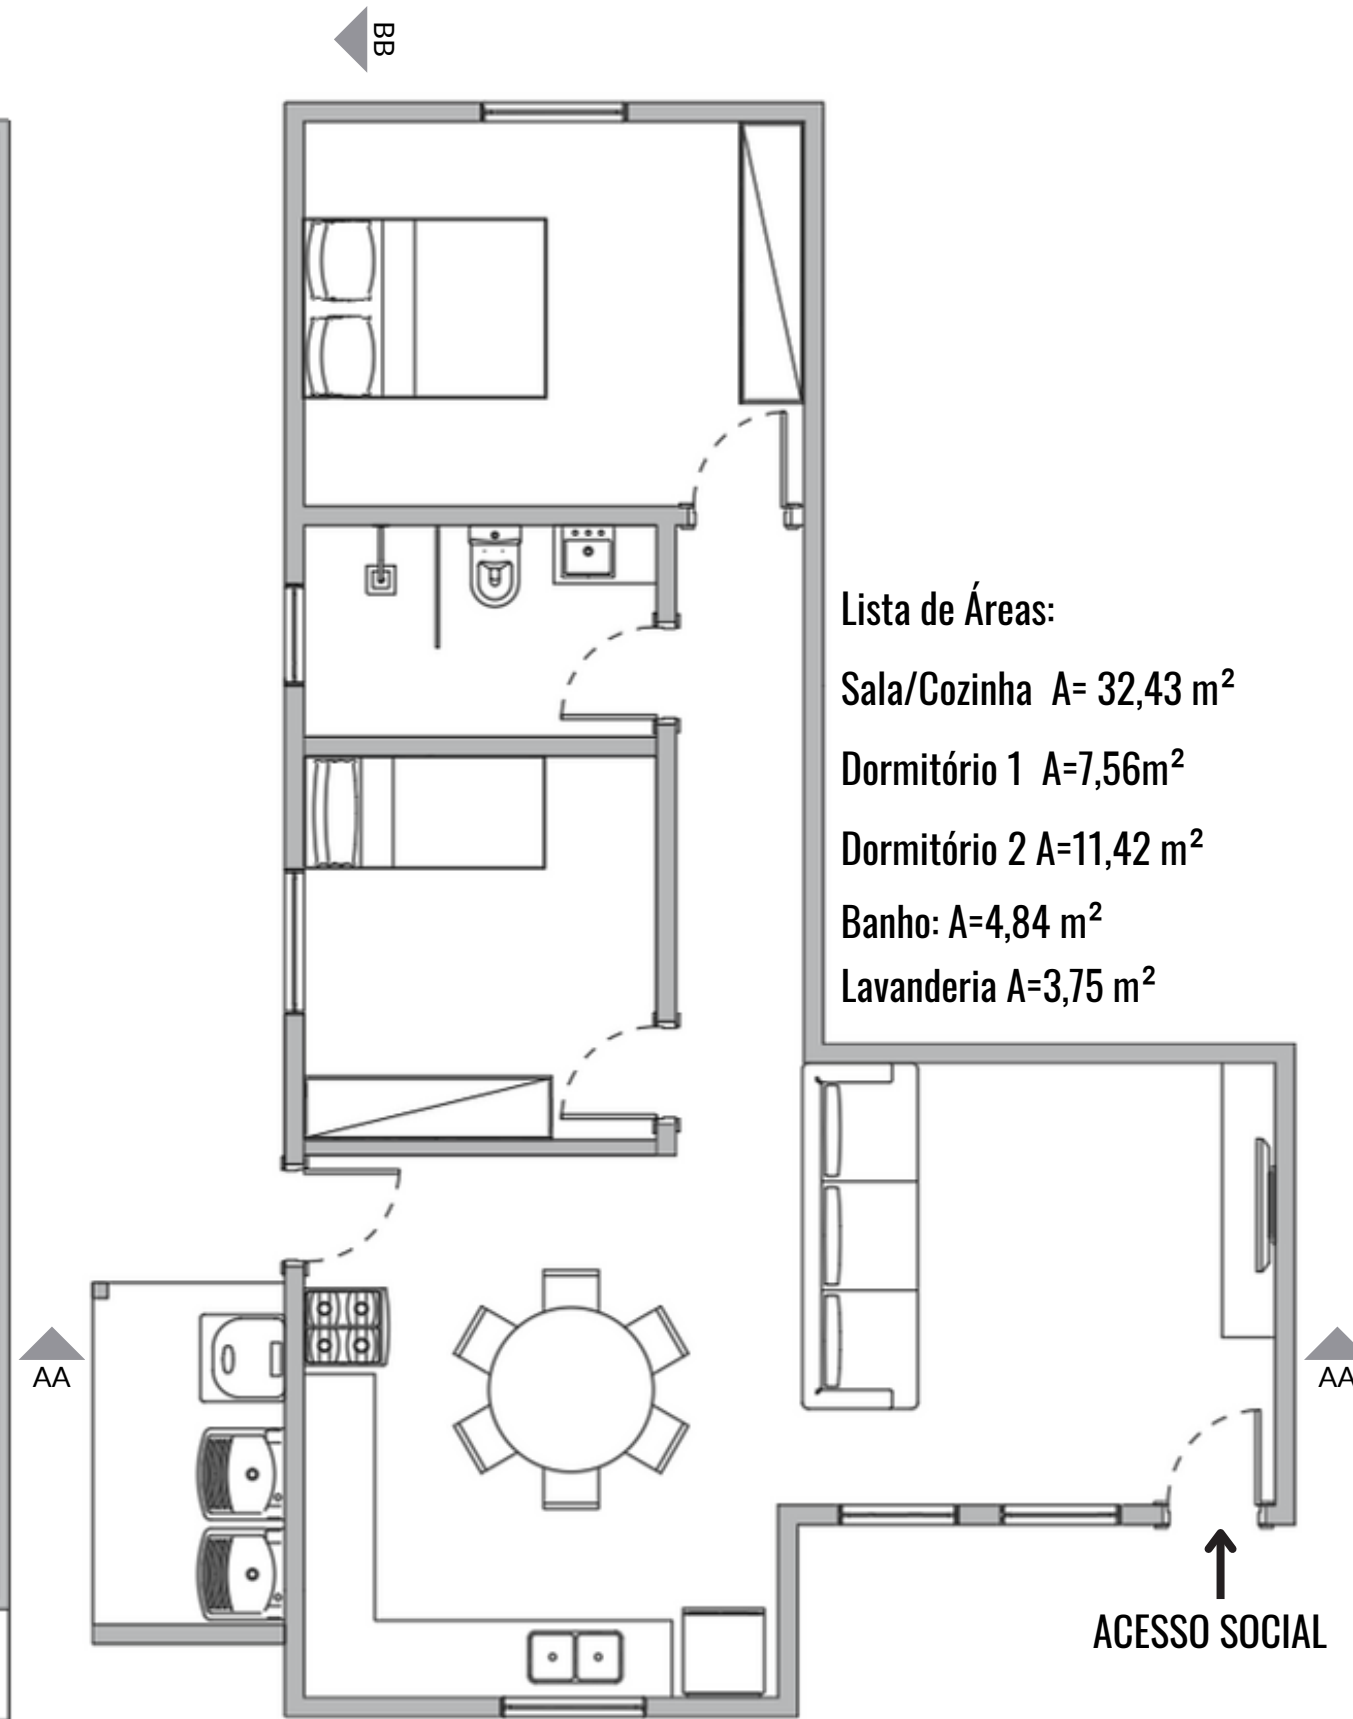 BB
Lista de Áreas:
Sala/Cozinha A= 32,43 m²
Dormitório 1 A=7,56m²
Dormitório 2 A=11,42 m²
Banho: A=4,84 m²
Lavanderia A=3,75 m²
AA
AA
ACESSO SOCIAL